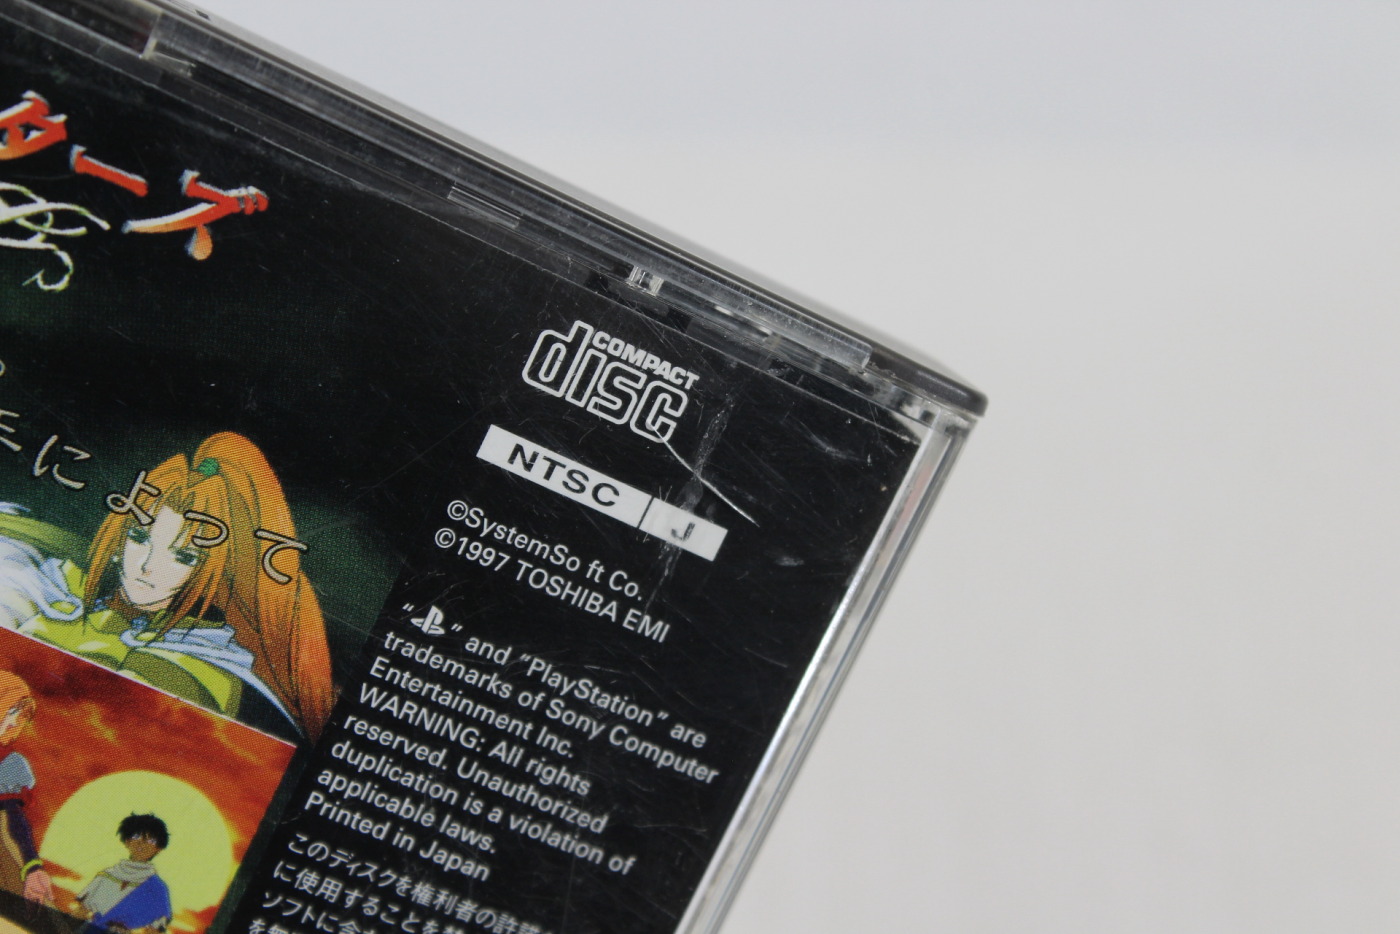 ターズ
によって
COMPACT
disc
NTSC J
©SystemSo ft Co.
©1997 TOSHIBA EMI
" " and "PlayStation" are
trademarks of Sony Computer
Entertainment Inc.
WARNING: All rights
reserved. Unauthorized
duplication is a violation of
applicable laws.
Printed in Japan
このディスクを権利者の許諾
に使用することを
ソフトに